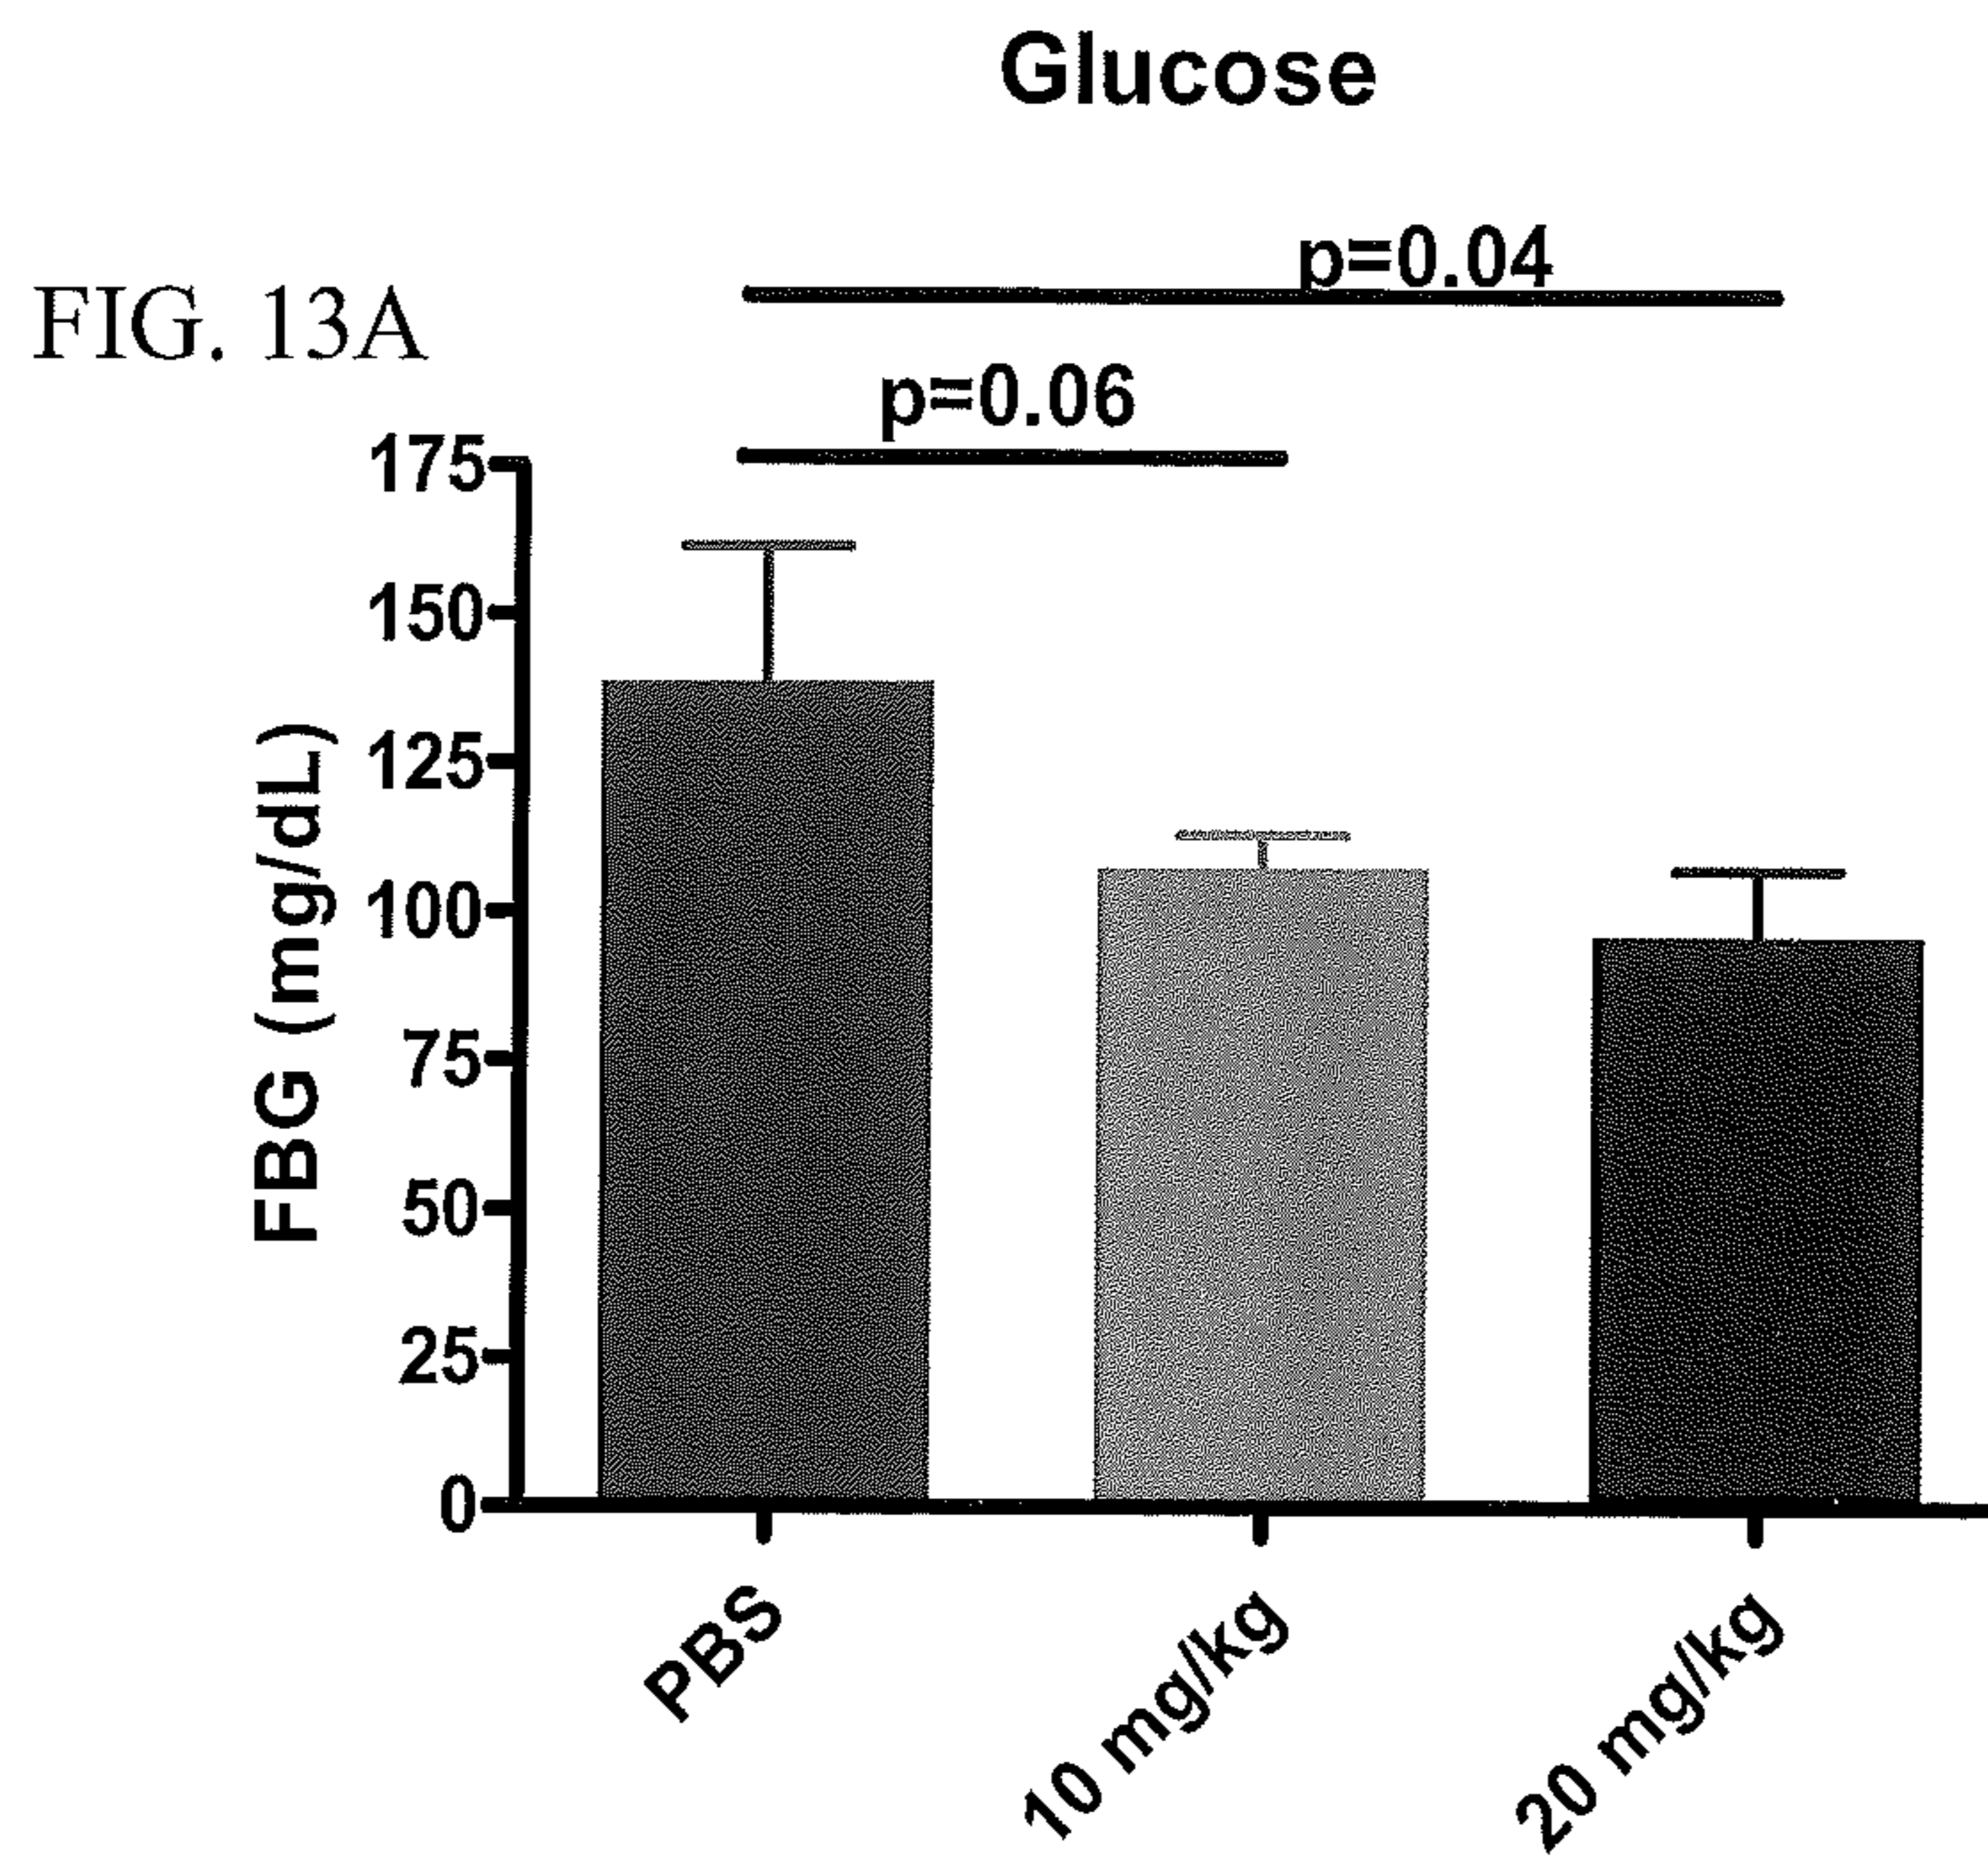 Glucose
p=0.04
FIG. 13A
p=0.06
175
150
125
100
75
50
25
0
FBG (mg/dL)
PBS
10 mg/kg
20 mg/kg